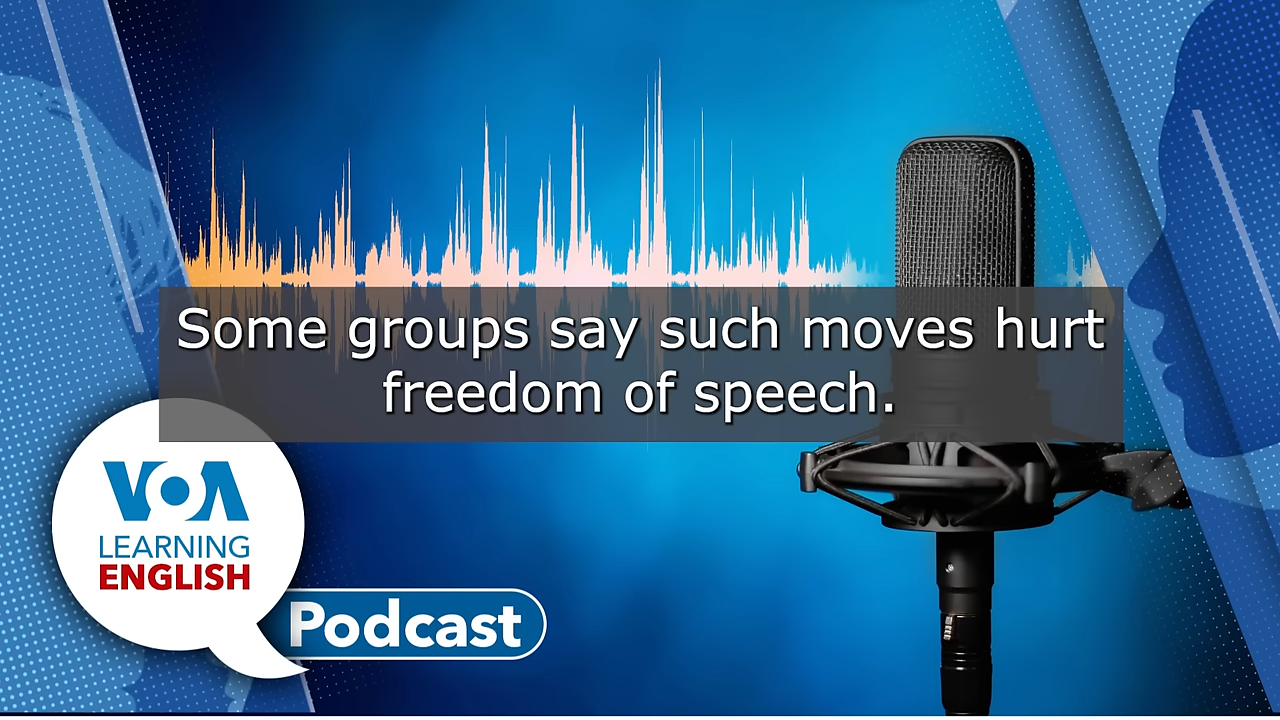 Some groups say such moves hurt
freedom of speech.
VOA
LEARNING
ENGLISH
Podcast